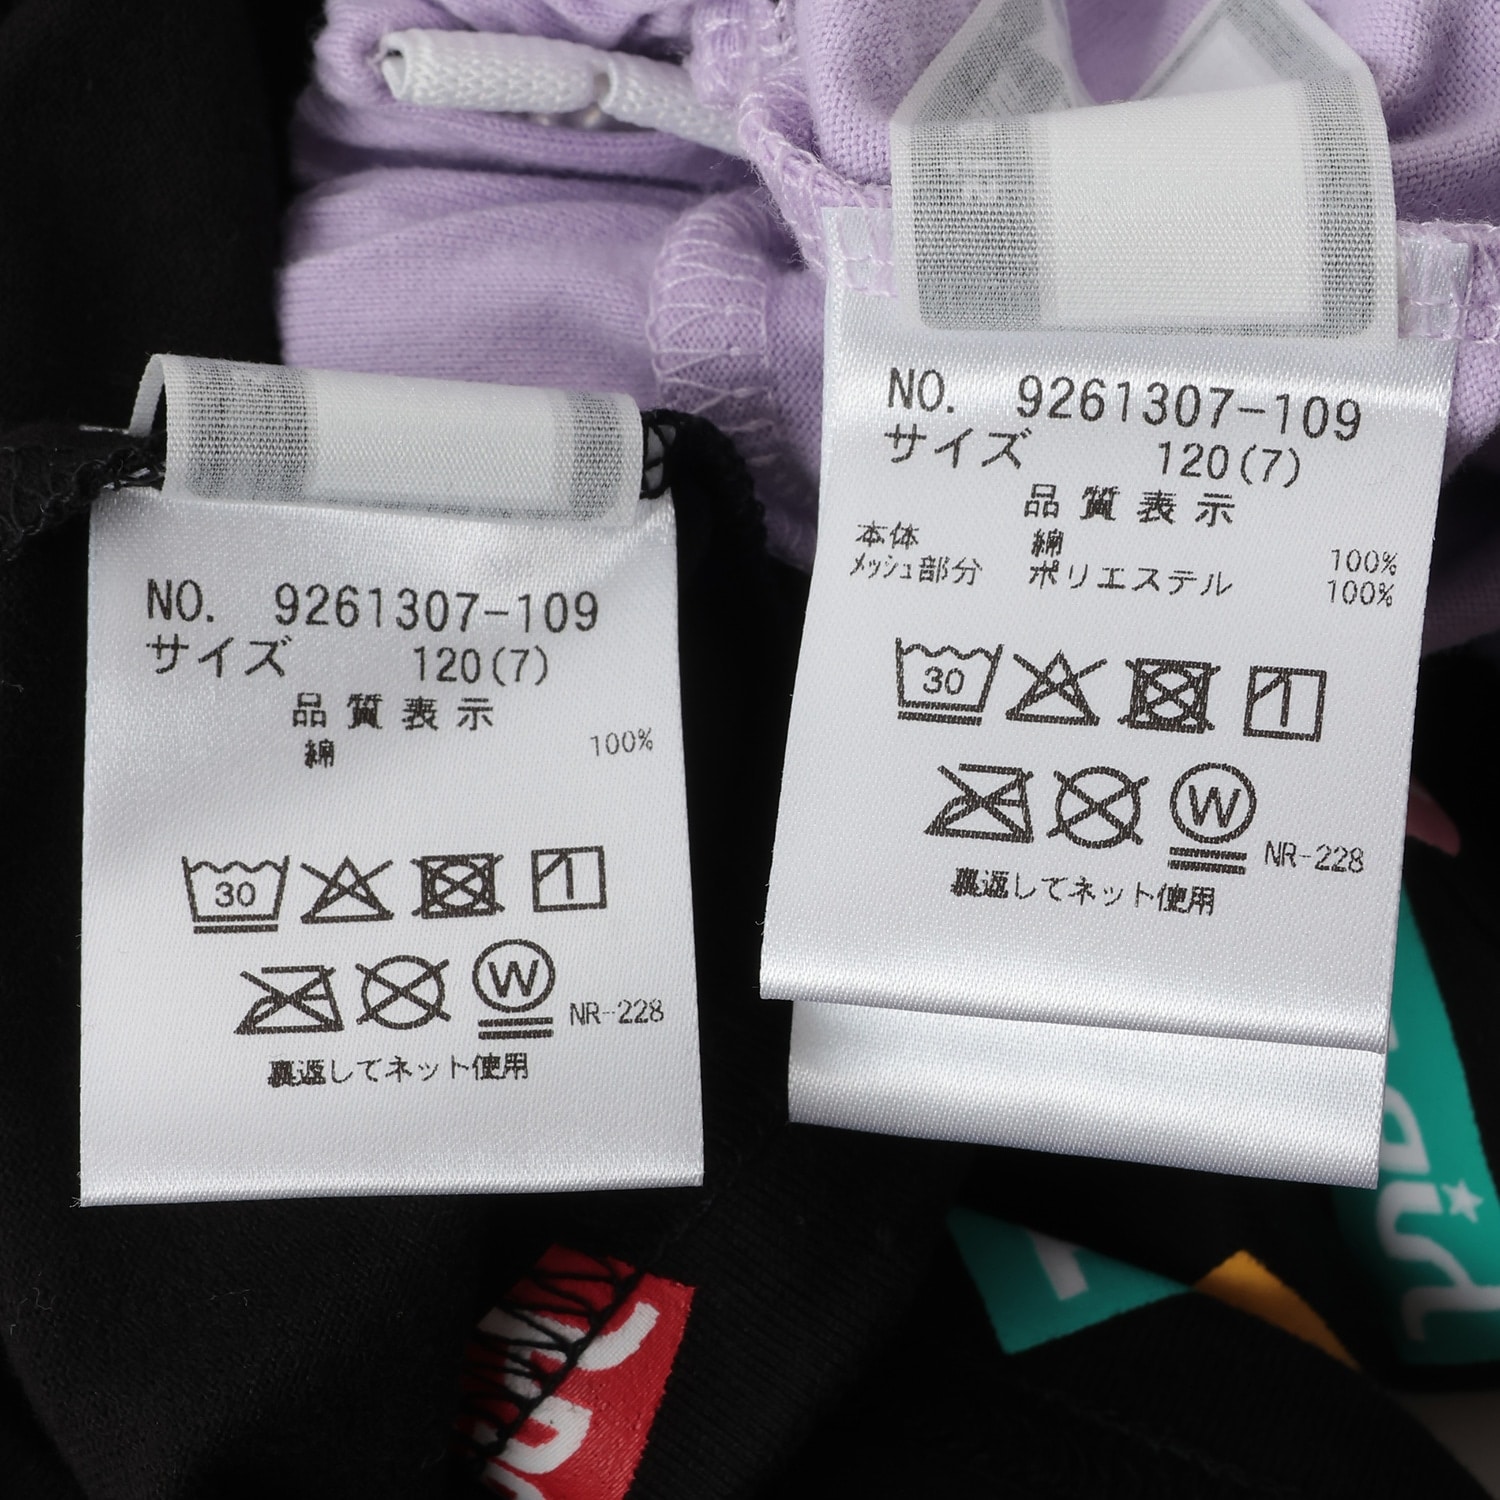 NO. 9261307-109
サイズ 120(7)
品質表示
綿 100%
30
W
NR-228
裏返してネット使用
NO. 9261307-109
サイズ 120(7)
品質表示
本体 綿 100%
メッシュ部分 ポリエステル 100%
30
W
NR-228
裏返してネット使用